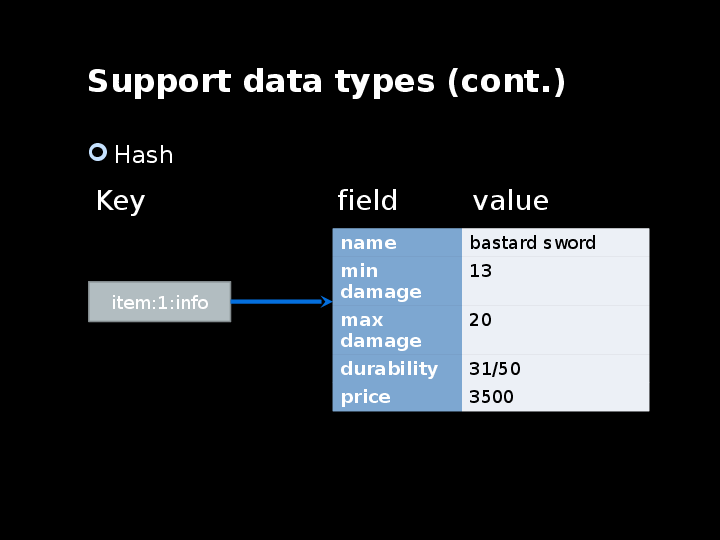 Support data types (cont.)
Hash
Key field value
name bastard sword
min 13
damage
item:1:info
max 20
damage
durability 31/50
price 3500